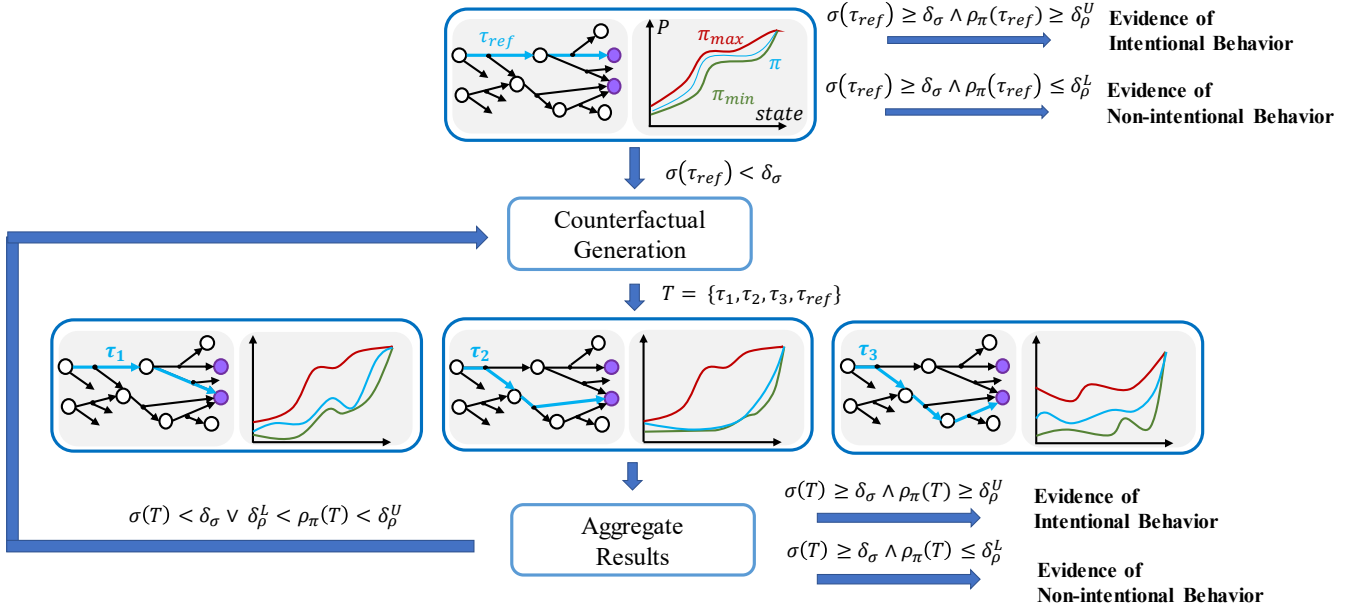 τ_ref
P
π_max
π
π_min
state
σ(τ_ref) ≥ δ_σ ∧ ρ_π(τ_ref) ≥ δ_ρ^U
Evidence of
Intentional Behavior
σ(τ_ref) ≥ δ_σ ∧ ρ_π(τ_ref) ≤ δ_ρ^L
Evidence of
Non-intentional Behavior
σ(τ_ref) < δ_σ
Counterfactual
Generation
T = {τ_1, τ_2, τ_3, τ_ref}
τ_1
τ_2
τ_3
σ(T) < δ_σ ∨ δ_ρ^L < ρ_π(T) < δ_ρ^U
Aggregate
Results
σ(T) ≥ δ_σ ∧ ρ_π(T) ≥ δ_ρ^U
Evidence of
Intentional Behavior
σ(T) ≥ δ_σ ∧ ρ_π(T) ≤ δ_ρ^L
Evidence of
Non-intentional Behavior